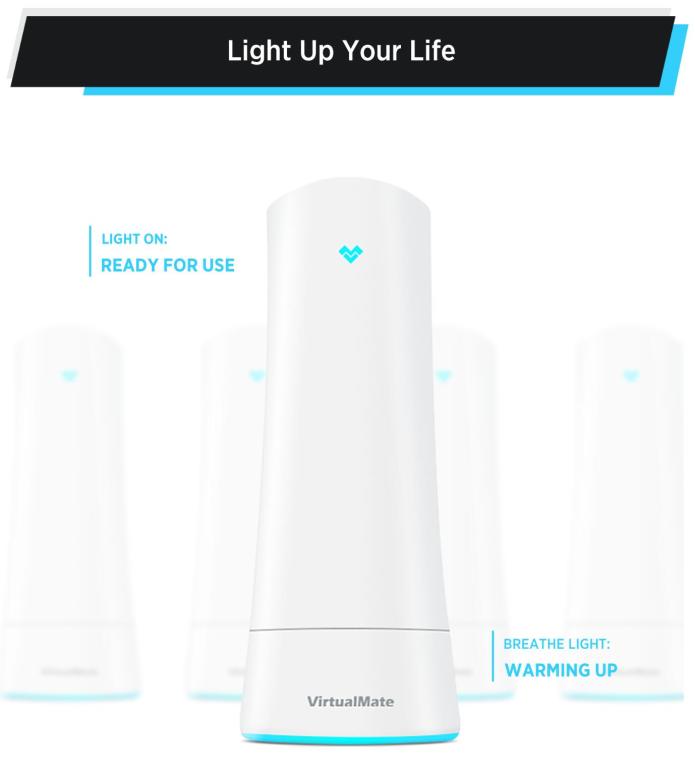 Light Up Your Life
LIGHT ON:
READY FOR USE
BREATHE LIGHT:
WARMING UP
VirtualMate